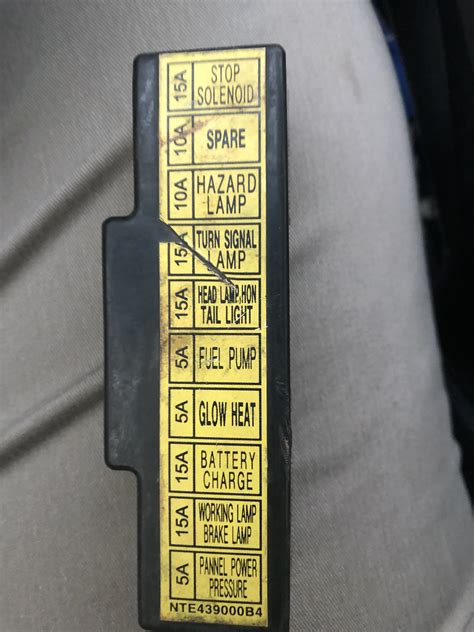 15A STOP SOLENOID
10A SPARE
10A HAZARD LAMP
15A TURN SIGNAL LAMP
15A HEAD LAMP,HON TAIL LIGHT
5A FUEL PUMP
5A GLOW HEAT
15A BATTERY CHARGE
15A WORKING LAMP BRAKE LAMP
5A PANNEL POWER PRESSURE
NTE439000B4